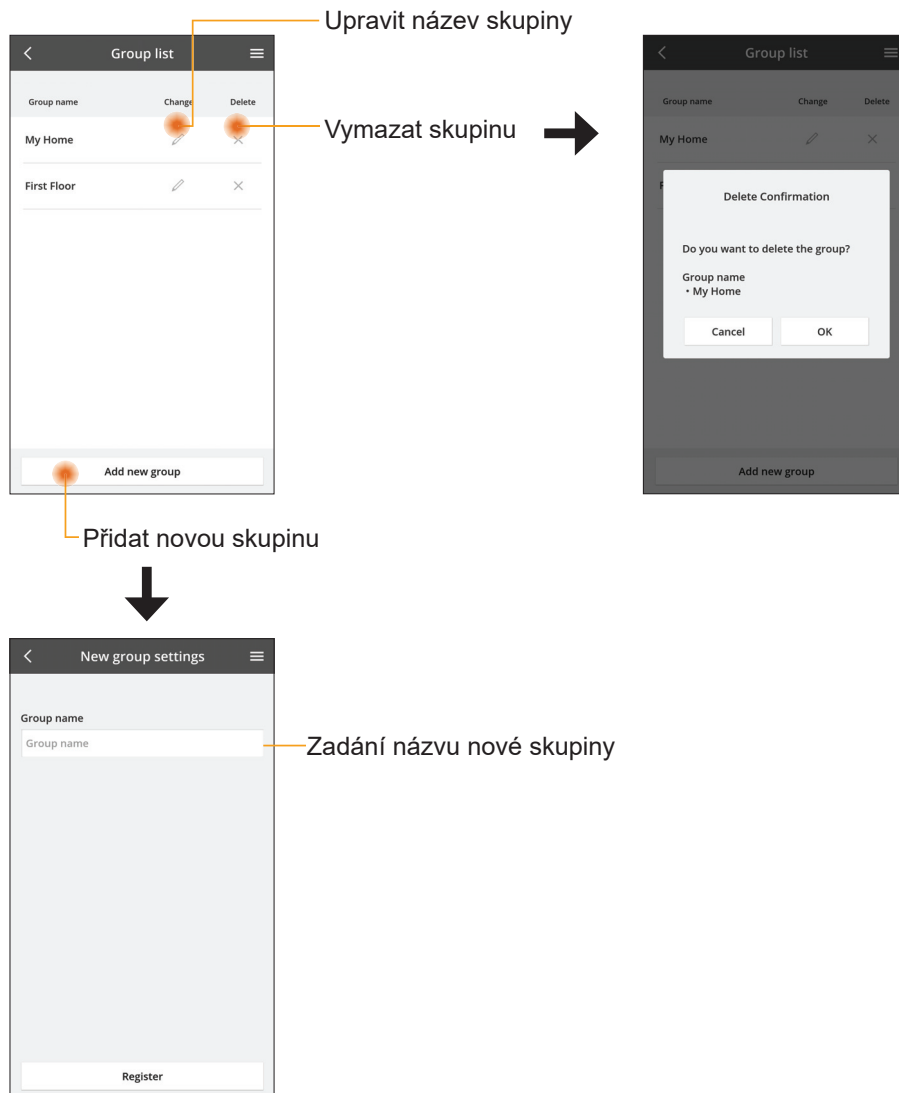 Upravit název skupiny
Group list
Group name Change Delete
My Home
First Floor
Add new group
Vymazat skupinu
Group list
Group name Change Delete
My Home
F
Delete Confirmation
Do you want to delete the group?
Group name
• My Home
Cancel OK
Add new group
Přidat novou skupinu
New group settings
Group name
Group name
Zadání názvu nové skupiny
Register